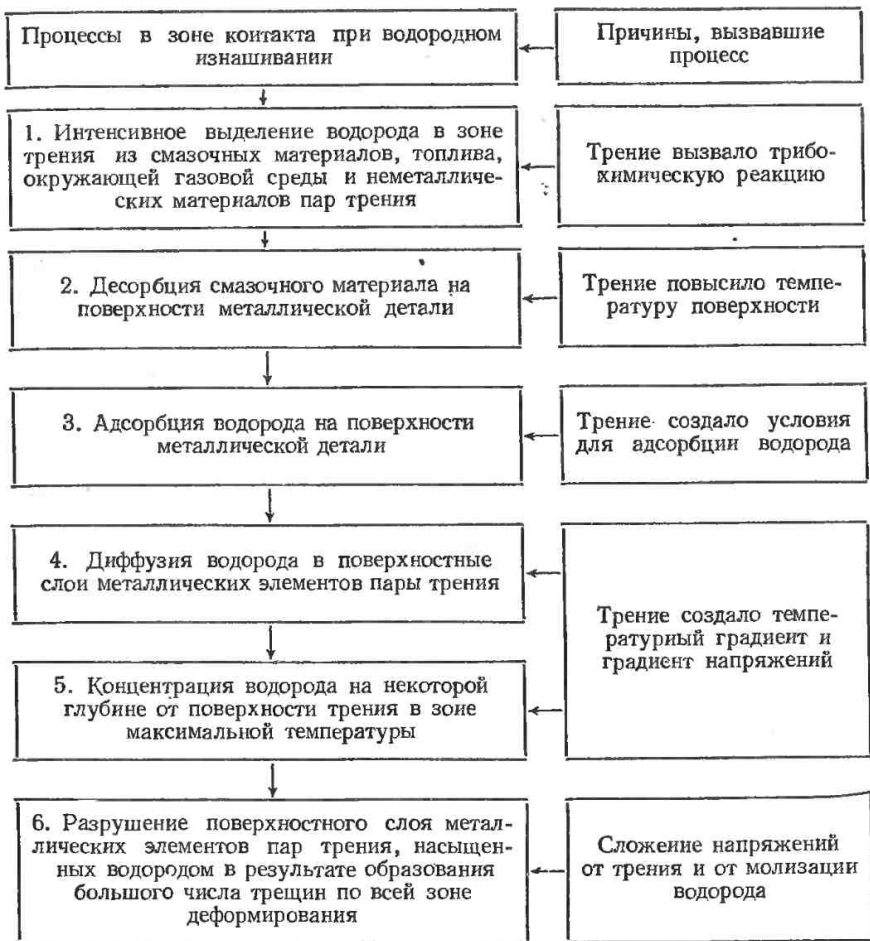 Процессы в зоне контакта при водородном
изнашивании
Причины, вызвавшие
процесс
1. Интенсивное выделение водорода в зоне
трения из смазочных материалов, топлива,
окружающей газовой среды и неметалличе-
ских материалов пар трения
Трение вызвало трибо-
химическую реакцию
2. Десорбция смазочного материала на
поверхности металлической детали
Трение повысило темпе-
ратуру поверхности
3. Адсорбция водорода на поверхности
металлической детали
Трение создало условия
для адсорбции водорода
4. Диффузия водорода в поверхностные
слои металлических элементов пары трения
Трение создало темпе-
ратурный градиент и
градиент напряжений
5. Концентрация водорода на некоторой
глубине от поверхности трения в зоне
максимальной температуры
6. Разрушение поверхностного слоя метал-
лических элементов пар трения, насыщен-
ных водородом в результате образования
большого числа трещин по всей зоне
деформирования
Сложение напряжений
от трения и от молизации
водорода